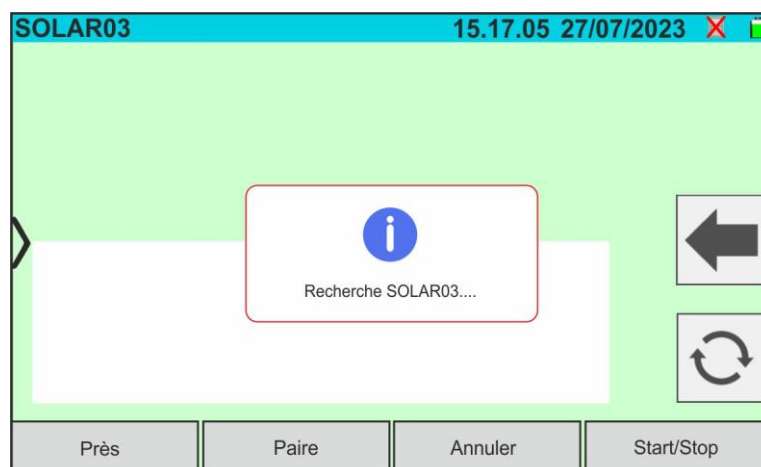 SOLAR03 15.17.05 27/07/2023
Recherche SOLAR03....
Près Paire Annuler Start/Stop